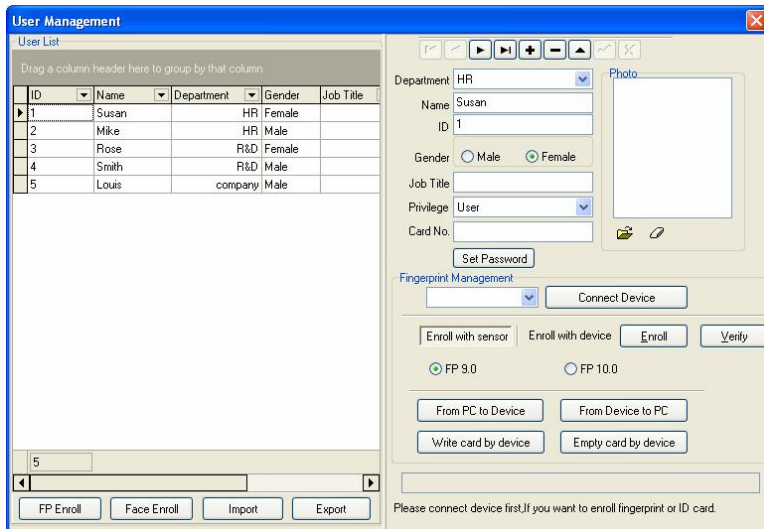 User Management
User List
Drag a column header here to group by that column
ID Name Department Gender Job Title
1 Susan HR Female
2 Mike HR Male
3 Rose R&D Female
4 Smith R&D Male
5 Louis company Male
5
FP Enroll Face Enroll Import Export
Department HR
Name Susan
ID 1
Gender Male Female
Job Title
Privilege User
Card No.
Set Password
Photo
Fingerprint Management
Connect Device
Enroll with sensor Enroll with device Enroll Verify
FP 9.0 FP 10.0
From PC to Device From Device to PC
Write card by device Empty card by device
Please connect device first,If you want to enroll fingerprint or ID card.